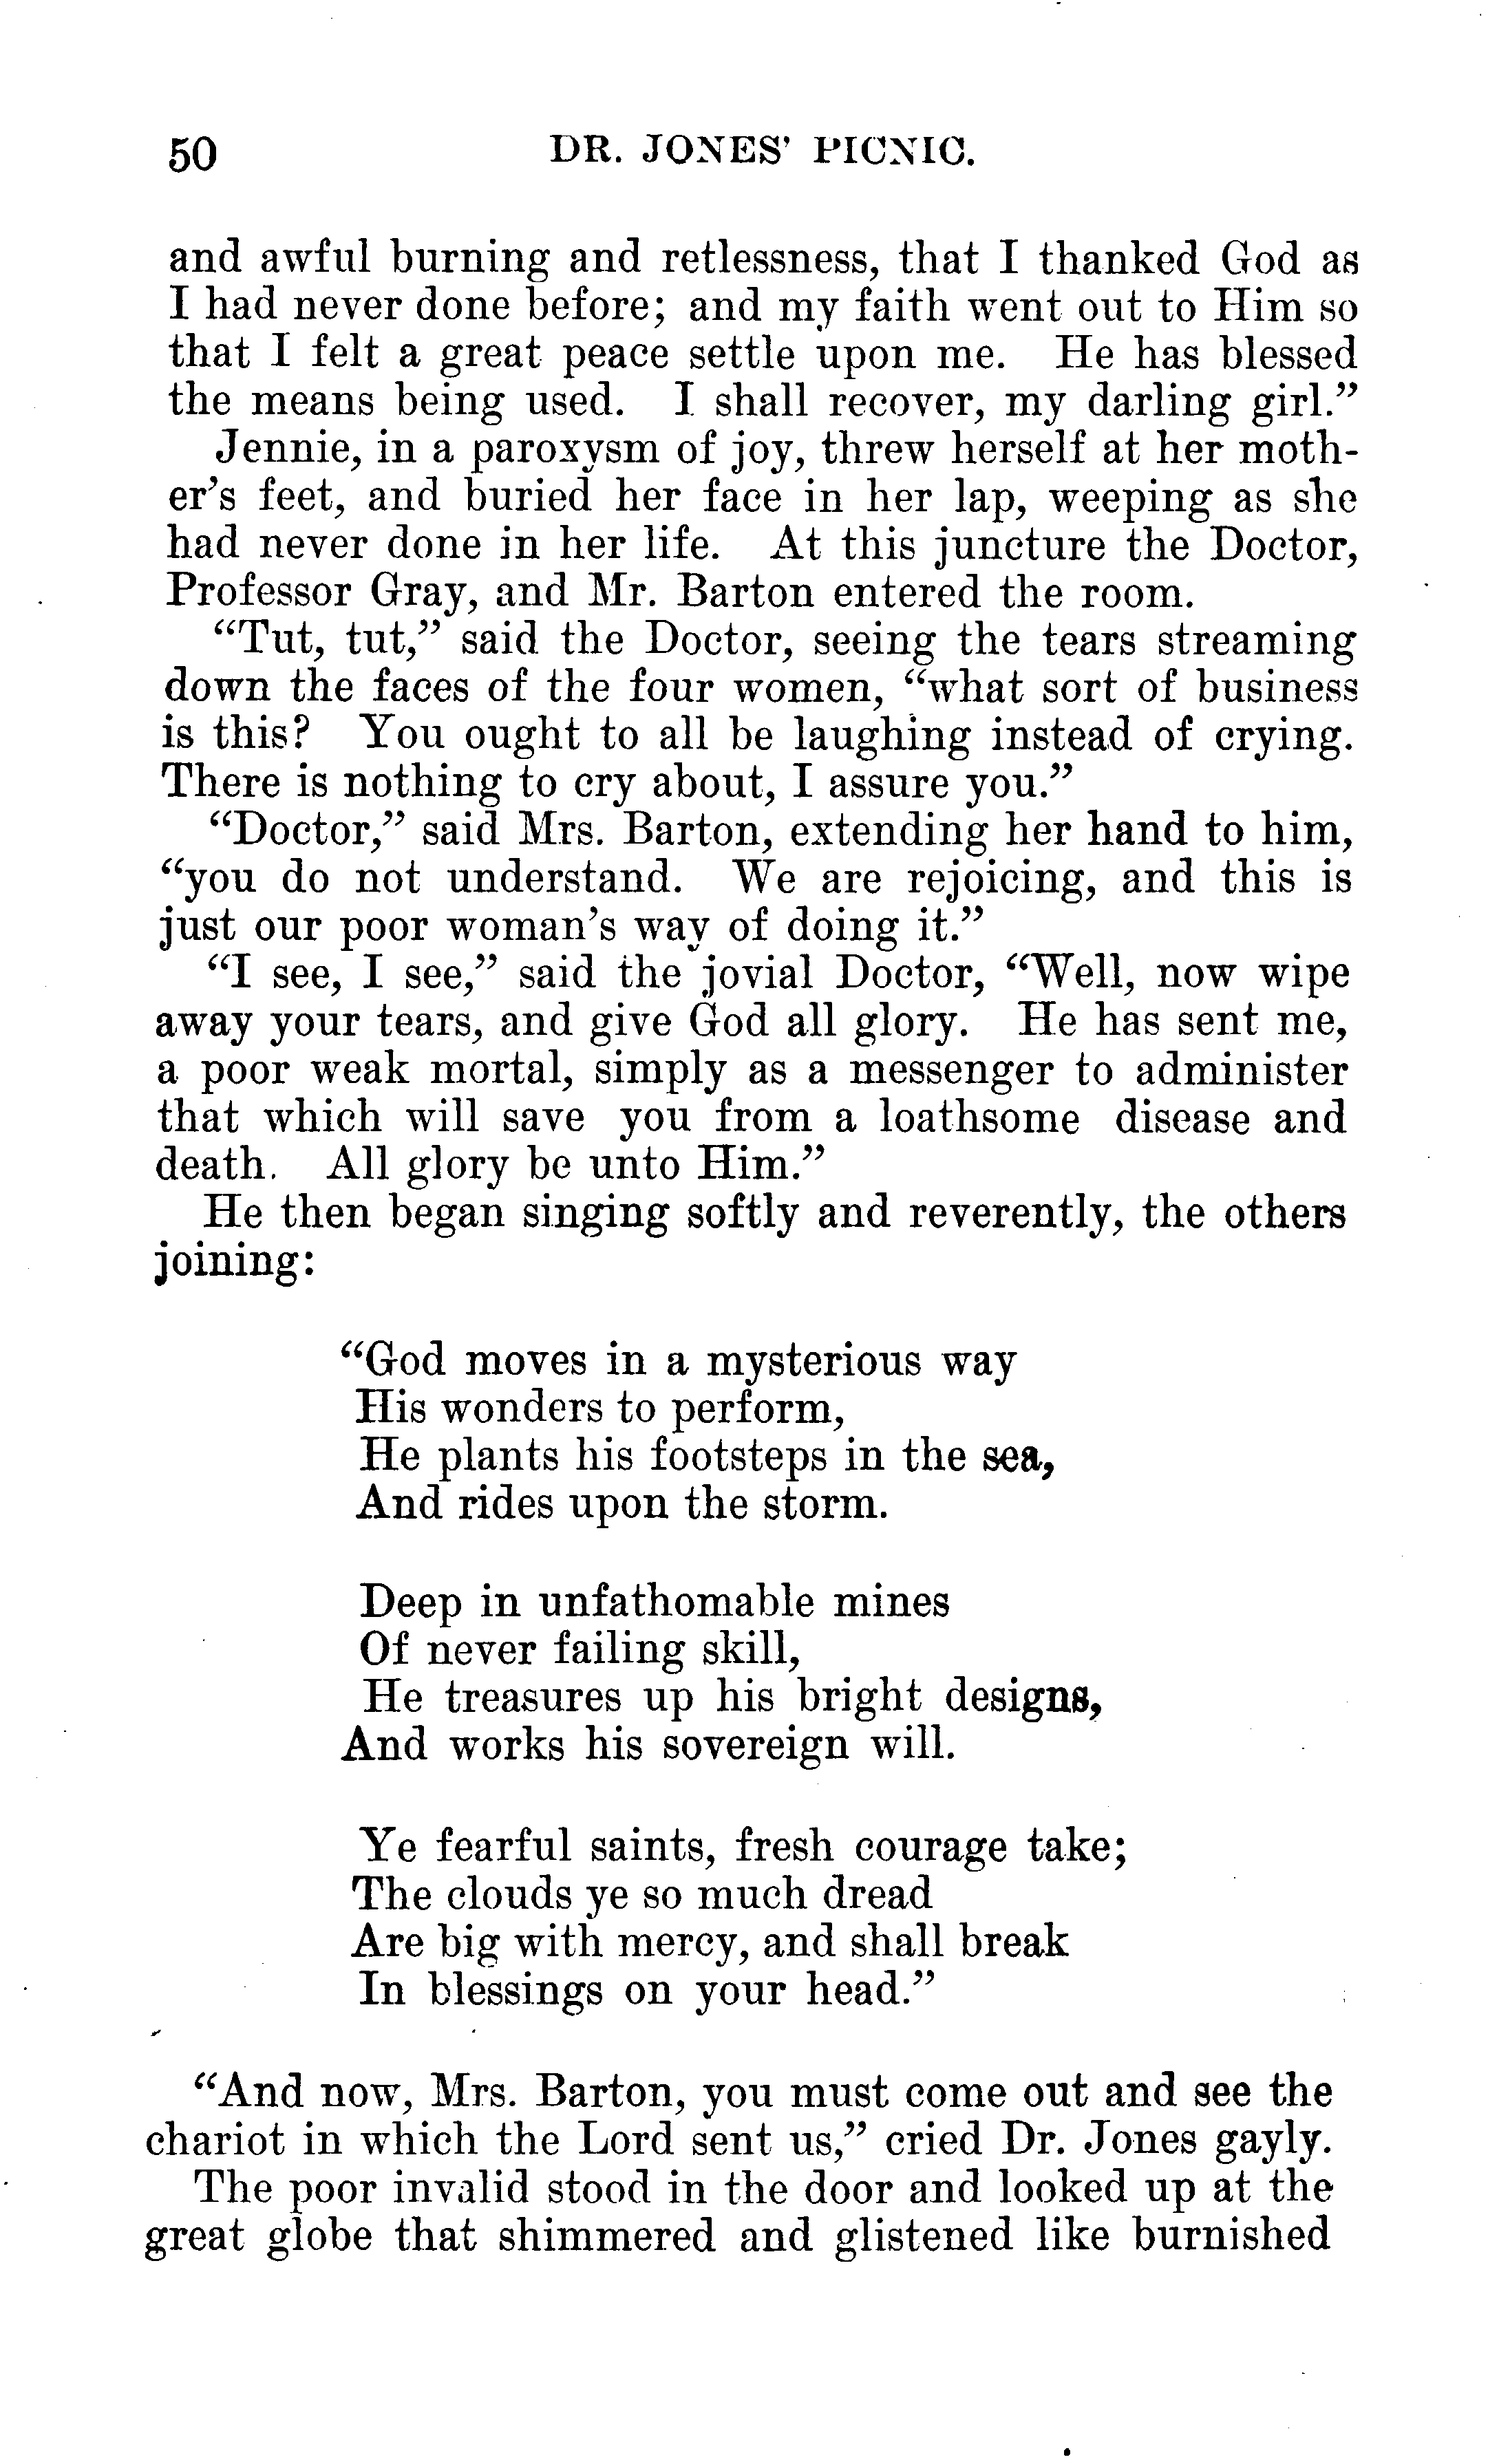 50 DR. JONES' PICNIC.
and awful burning and retlessness, that I thanked God as
I had never done before; and my faith went out to Him so
that I felt a great peace settle upon me. He has blessed
the means being used. I shall recover, my darling girl.”
Jennie, in a paroxysm of joy, threw herself at her moth-
er's feet, and buried her face in her lap, weeping as she
had never done in her life. At this juncture the Doctor,
Professor Gray, and Mr. Barton entered the room.
“Tut, tut,” said the Doctor, seeing the tears streaming
down the faces of the four women, “what sort of business
is this? You ought to all be laughing instead of crying.
There is nothing to cry about, I assure you.”
“Doctor,” said Mrs. Barton, extending her hand to him,
“you do not understand. We are rejoicing, and this is
just our poor woman's way of doing it.”
“I see, I see,” said the jovial Doctor, “Well, now wipe
away your tears, and give God all glory. He has sent me,
a poor weak mortal, simply as a messenger to administer
that which will save you from a loathsome disease and
death. All glory be unto Him.”
He then began singing softly and reverently, the others
joining:
“God moves in a mysterious way
His wonders to perform,
He plants his footsteps in the sea,
And rides upon the storm.
Deep in unfathomable mines
Of never failing skill,
He treasures up his bright designs,
And works his sovereign will.
Ye fearful saints, fresh courage take;
The clouds ye so much dread
Are big with mercy, and shall break
In blessings on your head.”
“And now, Mrs. Barton, you must come out and see the
chariot in which the Lord sent us,” cried Dr. Jones gayly.
The poor invalid stood in the door and looked up at the
great globe that shimmered and glistened like burnished